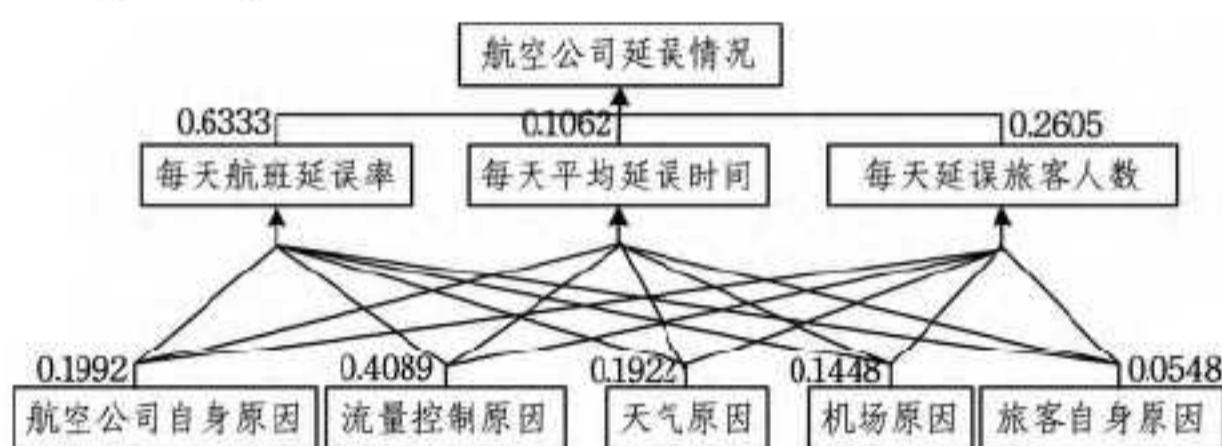 航空公司延误情况
0.6333 0.1062 0.2605
每天航班延误率 每天平均延误时间 每天延误旅客人数
0.1992 0.4089 0.1922 0.1448 0.0548
航空公司自身原因 流量控制原因 天气原因 机场原因 旅客自身原因